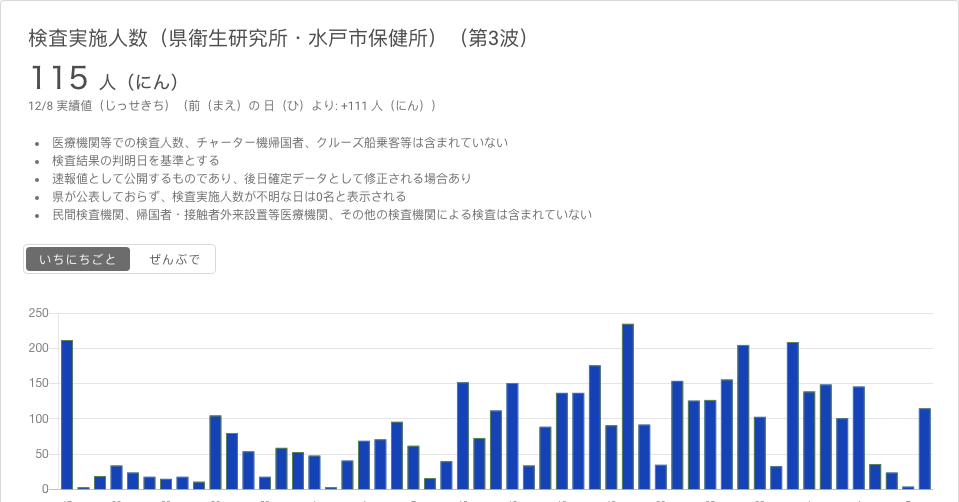 検査実施人数（県衛生研究所・水戸市保健所）（第3波）
115 人（にん）
12/8 実績値（じっせきち）（前（まえ）の 日（ひ）より: +111 人（にん））
医療機関等での検査人数、チャーター機帰国者、クルーズ船乗客等は含まれていない
検査結果の判明日を基準とする
速報値として公開するものであり、後日確定データとして修正される場合あり
県が公表しておらず、検査実施人数が不明な日は0名と表示される
民間検査機関、帰国者・接触者外来設置等医療機関、その他の検査機関による検査は含まれていない
いちにちごと ぜんぶで
250
200
150
100
50
0